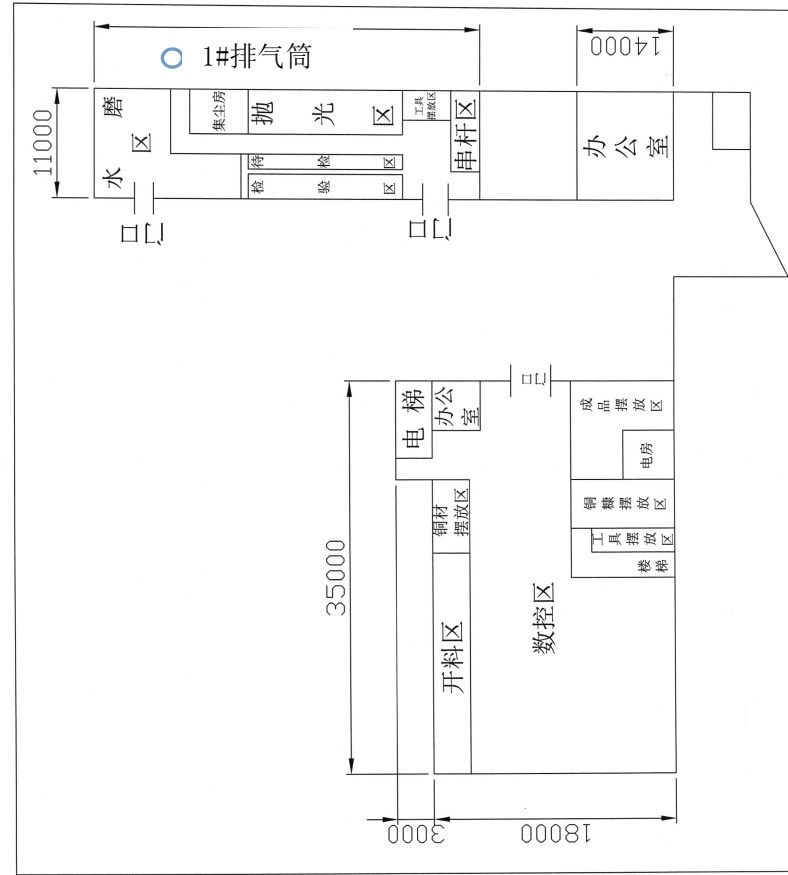 1#排气筒
14000
11000
磨
水 区
集尘房
抛 光 区
工具
摆放区
串杆区
待 检 区
检 验 区
办公室
门口
门口
门口
电梯
办公
室
成品摆放区
电房
铜材
摆放区
铜糠摆放区
工具摆放区
楼梯
开料区
数控区
35000
3000
18000